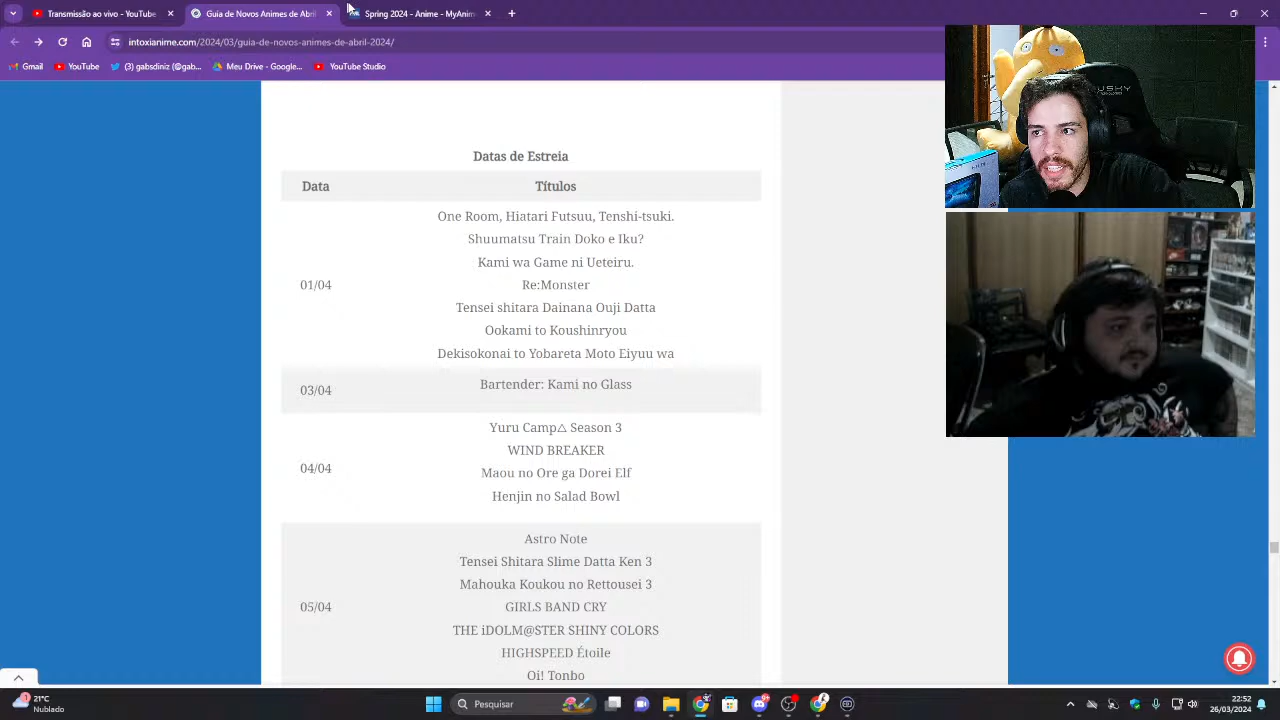 Transmissão ao vivo - YouTube S
Guia de Novos Animes de Abril
Spring 2024 - Anime - MyAnime
intoxianime.com/2024/03/guia-de-novos-animes-de-abril-2024/
Gmail
YouTube
(3) gabsdiniz (@gab...
Meu Drive - Google...
YouTube Studio
Datas de Estreia
Data
Títulos
One Room, Hiatari Futsuu, Tenshi-tsuki.
Shuumatsu Train Doko e Iku?
Kami wa Game ni Ueteiru.
01/04
Re:Monster
Tensei shitara Dainana Ouji Datta
Ookami to Koushinryou
Dekisokonai to Yobareta Moto Eiyuu wa
03/04
Bartender: Kami no Glass
Yuru Camp△ Season 3
WIND BREAKER
04/04
Maou no Ore ga Dorei Elf
Henjin no Salad Bowl
Astro Note
Tensei Shitara Slime Datta Ken 3
Mahouka Koukou no Rettousei 3
05/04
GIRLS BAND CRY
THE iDOLM@STER SHINY COLORS
HIGHSPEED Étoile
Oi! Tonbo
21°C
Nublado
Pesquisar
22:52
26/03/2024